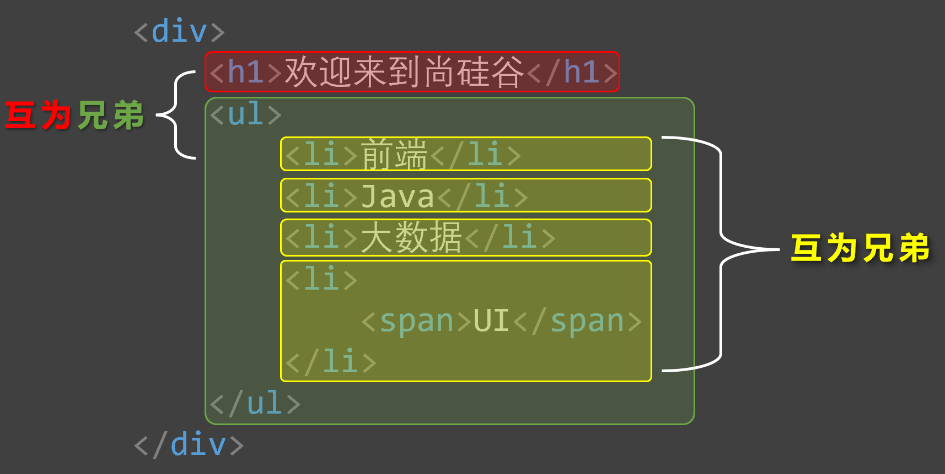 <div>
<h1>欢迎来到尚硅谷</h1>
互为兄弟
<ul>
<li>前端</li>
<li>Java</li>
<li>大数据</li>
互为兄弟
<li>
<span>UI</span>
</li>
</ul>
</div>